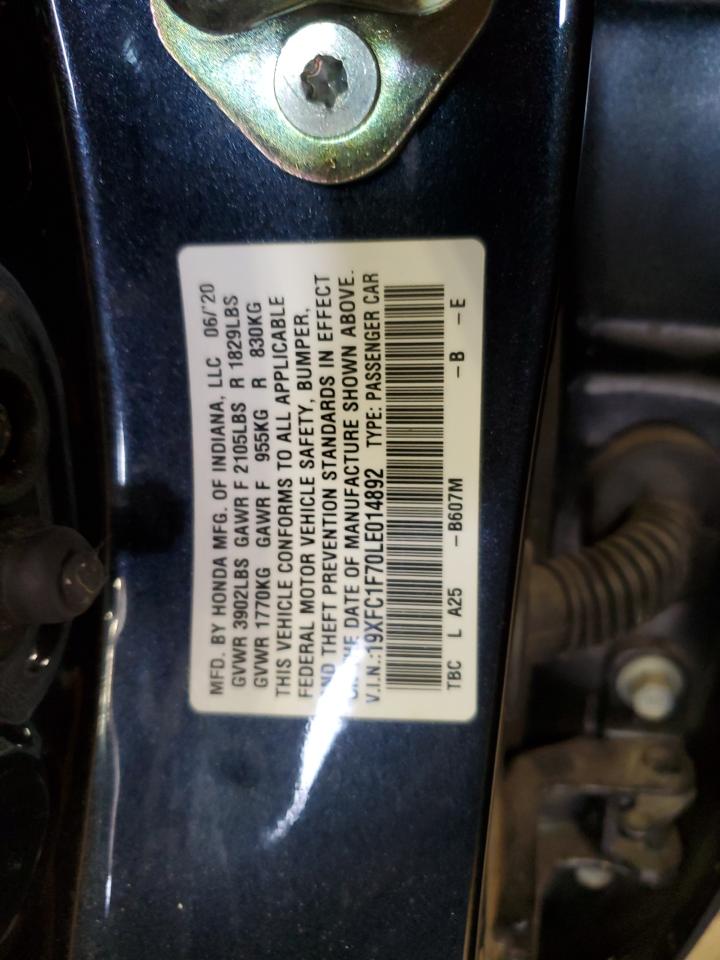 MFD. BY HONDA MFG. OF INDIANA, LLC 06/'20
GVWR 3902LBS GAWR F 2105LBS R 1829LBS
GVWR 1770KG GAWR F 955KG R 830KG
THIS VEHICLE CONFORMS TO ALL APPLICABLE
FEDERAL MOTOR VEHICLE SAFETY, BUMPER,
AND THEFT PREVENTION STANDARDS IN EFFECT
ON THE DATE OF MANUFACTURE SHOWN ABOVE.
V.I.N.:19XFC1F70LE014892 TYPE: PASSENGER CAR
TBC L A25 -B607M -B -E